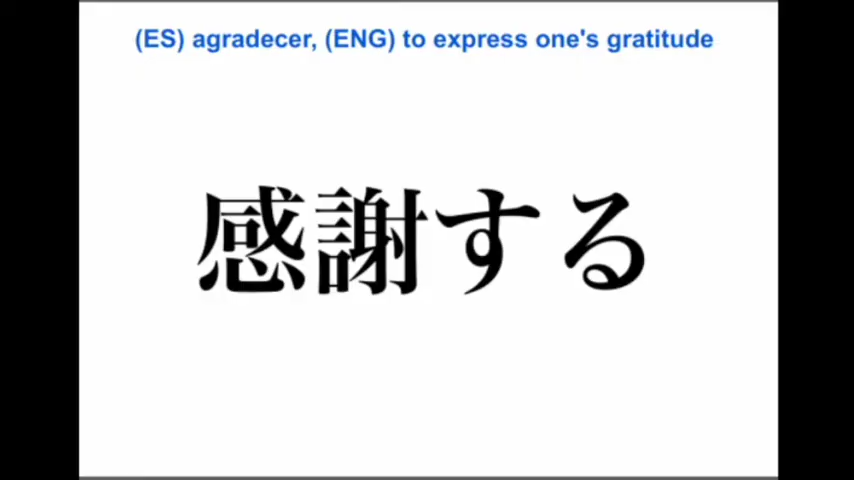 (ES) agradecer, (ENG) to express one's gratitude
感謝する